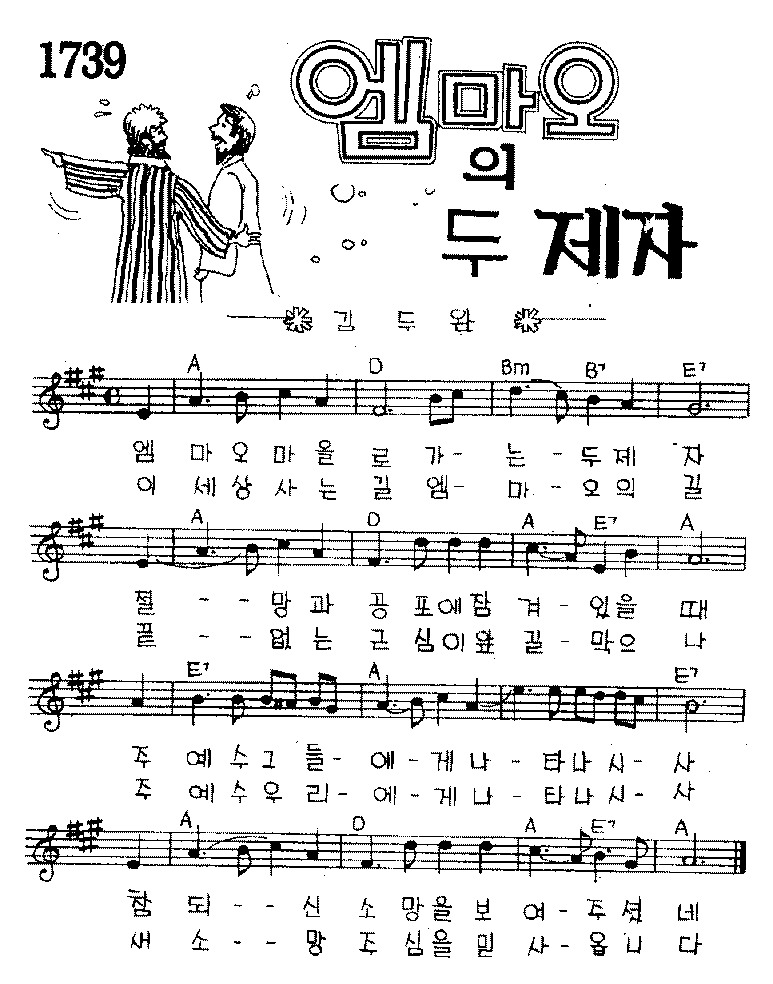 1739
엠마오
의
두 제자
김 두 완
A D Bm B7 E7
엠 마 오 마 을 로 가 - 는 - 두 제 자
이 세 상 사 는 길 엠 - 마 - 오 의 길
A D A E7 A
절 - - 망 과 공 포 에 잠 겨 - 있 을 때
끝 - - 없 는 근 심 이 앞 길 - 막 으 나
E7 A E7
주 예 수 그 들 - 에 - 게 나 - 타 나 시 - 사
주 예 수 우 리 - 에 - 게 나 - 타 나 시 - 사
A D A E7 A
참 되 - - 신 소 망 을 보 여 - 주 셨 네
새 소 - - 망 주 심 을 믿 사 - 옵 니 다